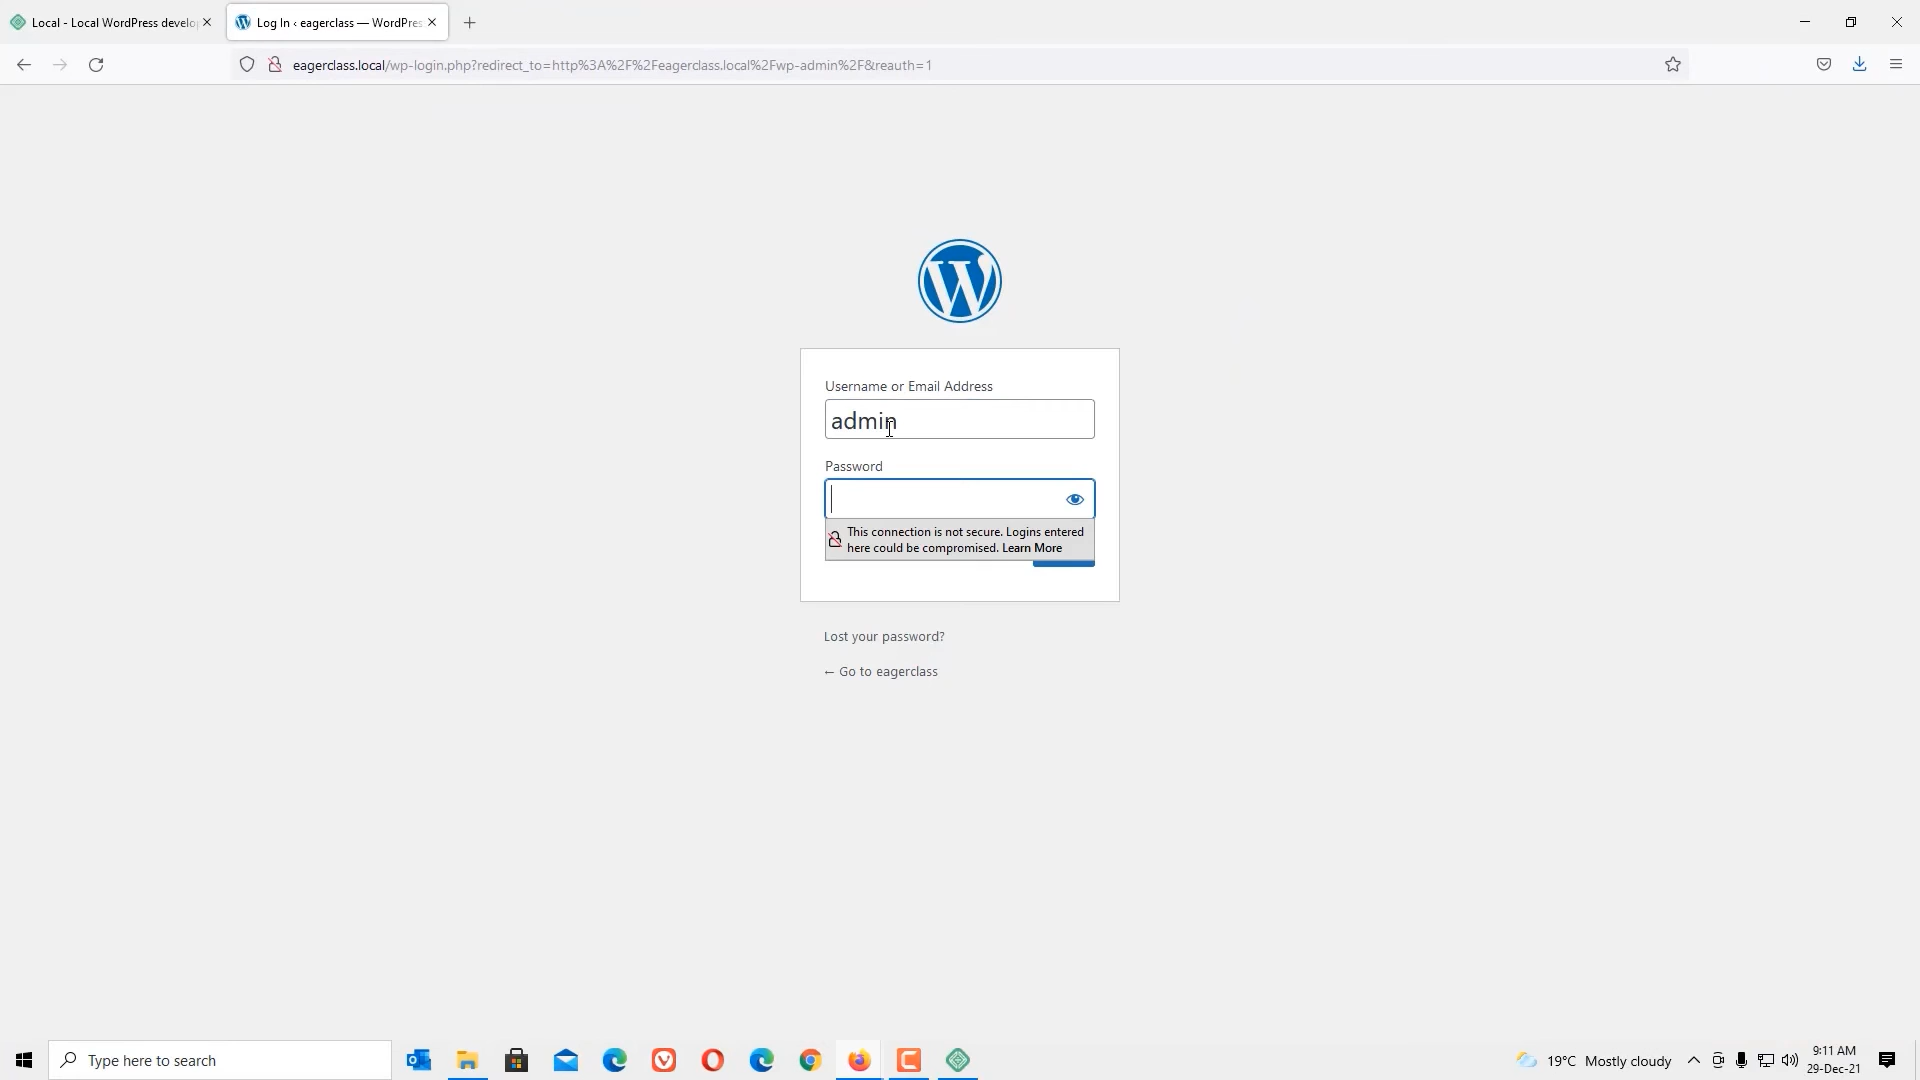 Local - Local WordPress develo
Log In ‹ eagerclass — WordPres
eagerclass.local/wp-login.php?redirect_to=http%3A%2F%2Feagerclass.local%2Fwp-admin%2F&reauth=1
Username or Email Address
admin
Password
This connection is not secure. Logins entered
here could be compromised. Learn More
Lost your password?
← Go to eagerclass
Type here to search
19°C Mostly cloudy
9:11 AM
29-Dec-21